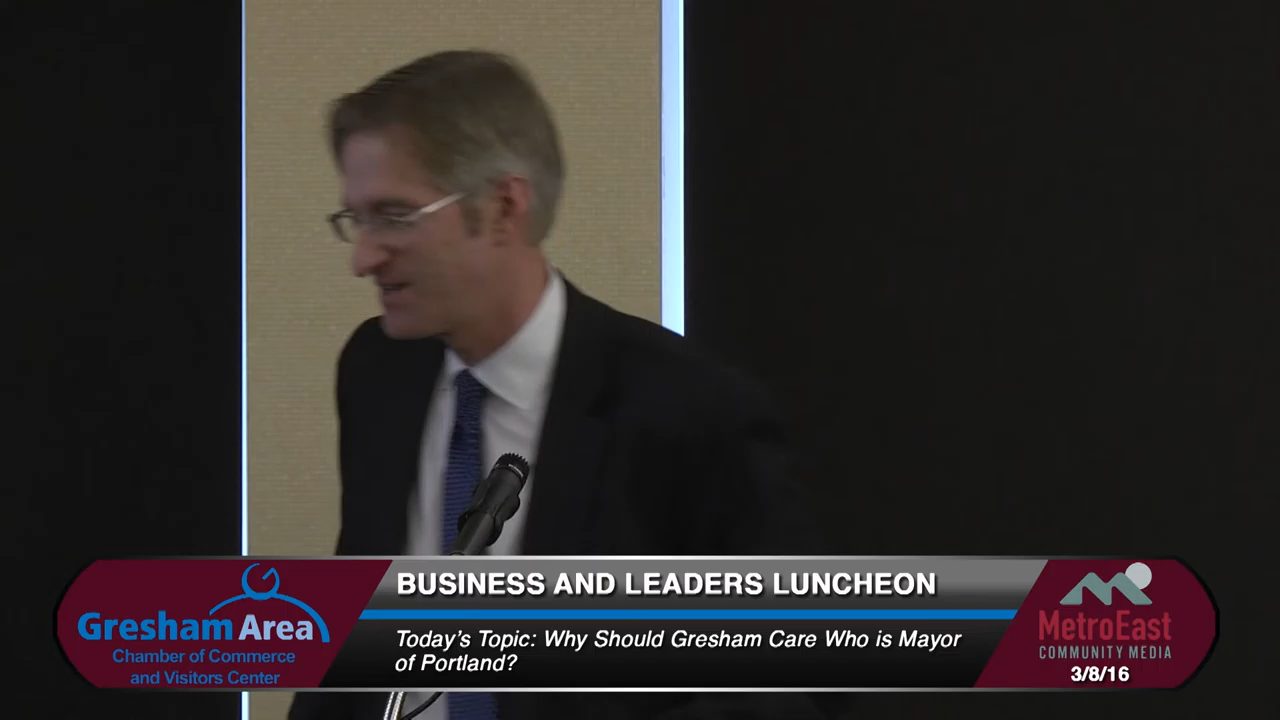 BUSINESS AND LEADERS LUNCHEON
Gresham Area
Chamber of Commerce
and Visitors Center
Today's Topic: Why Should Gresham Care Who is Mayor
of Portland?
MetroEast
COMMUNITY MEDIA
3/8/16